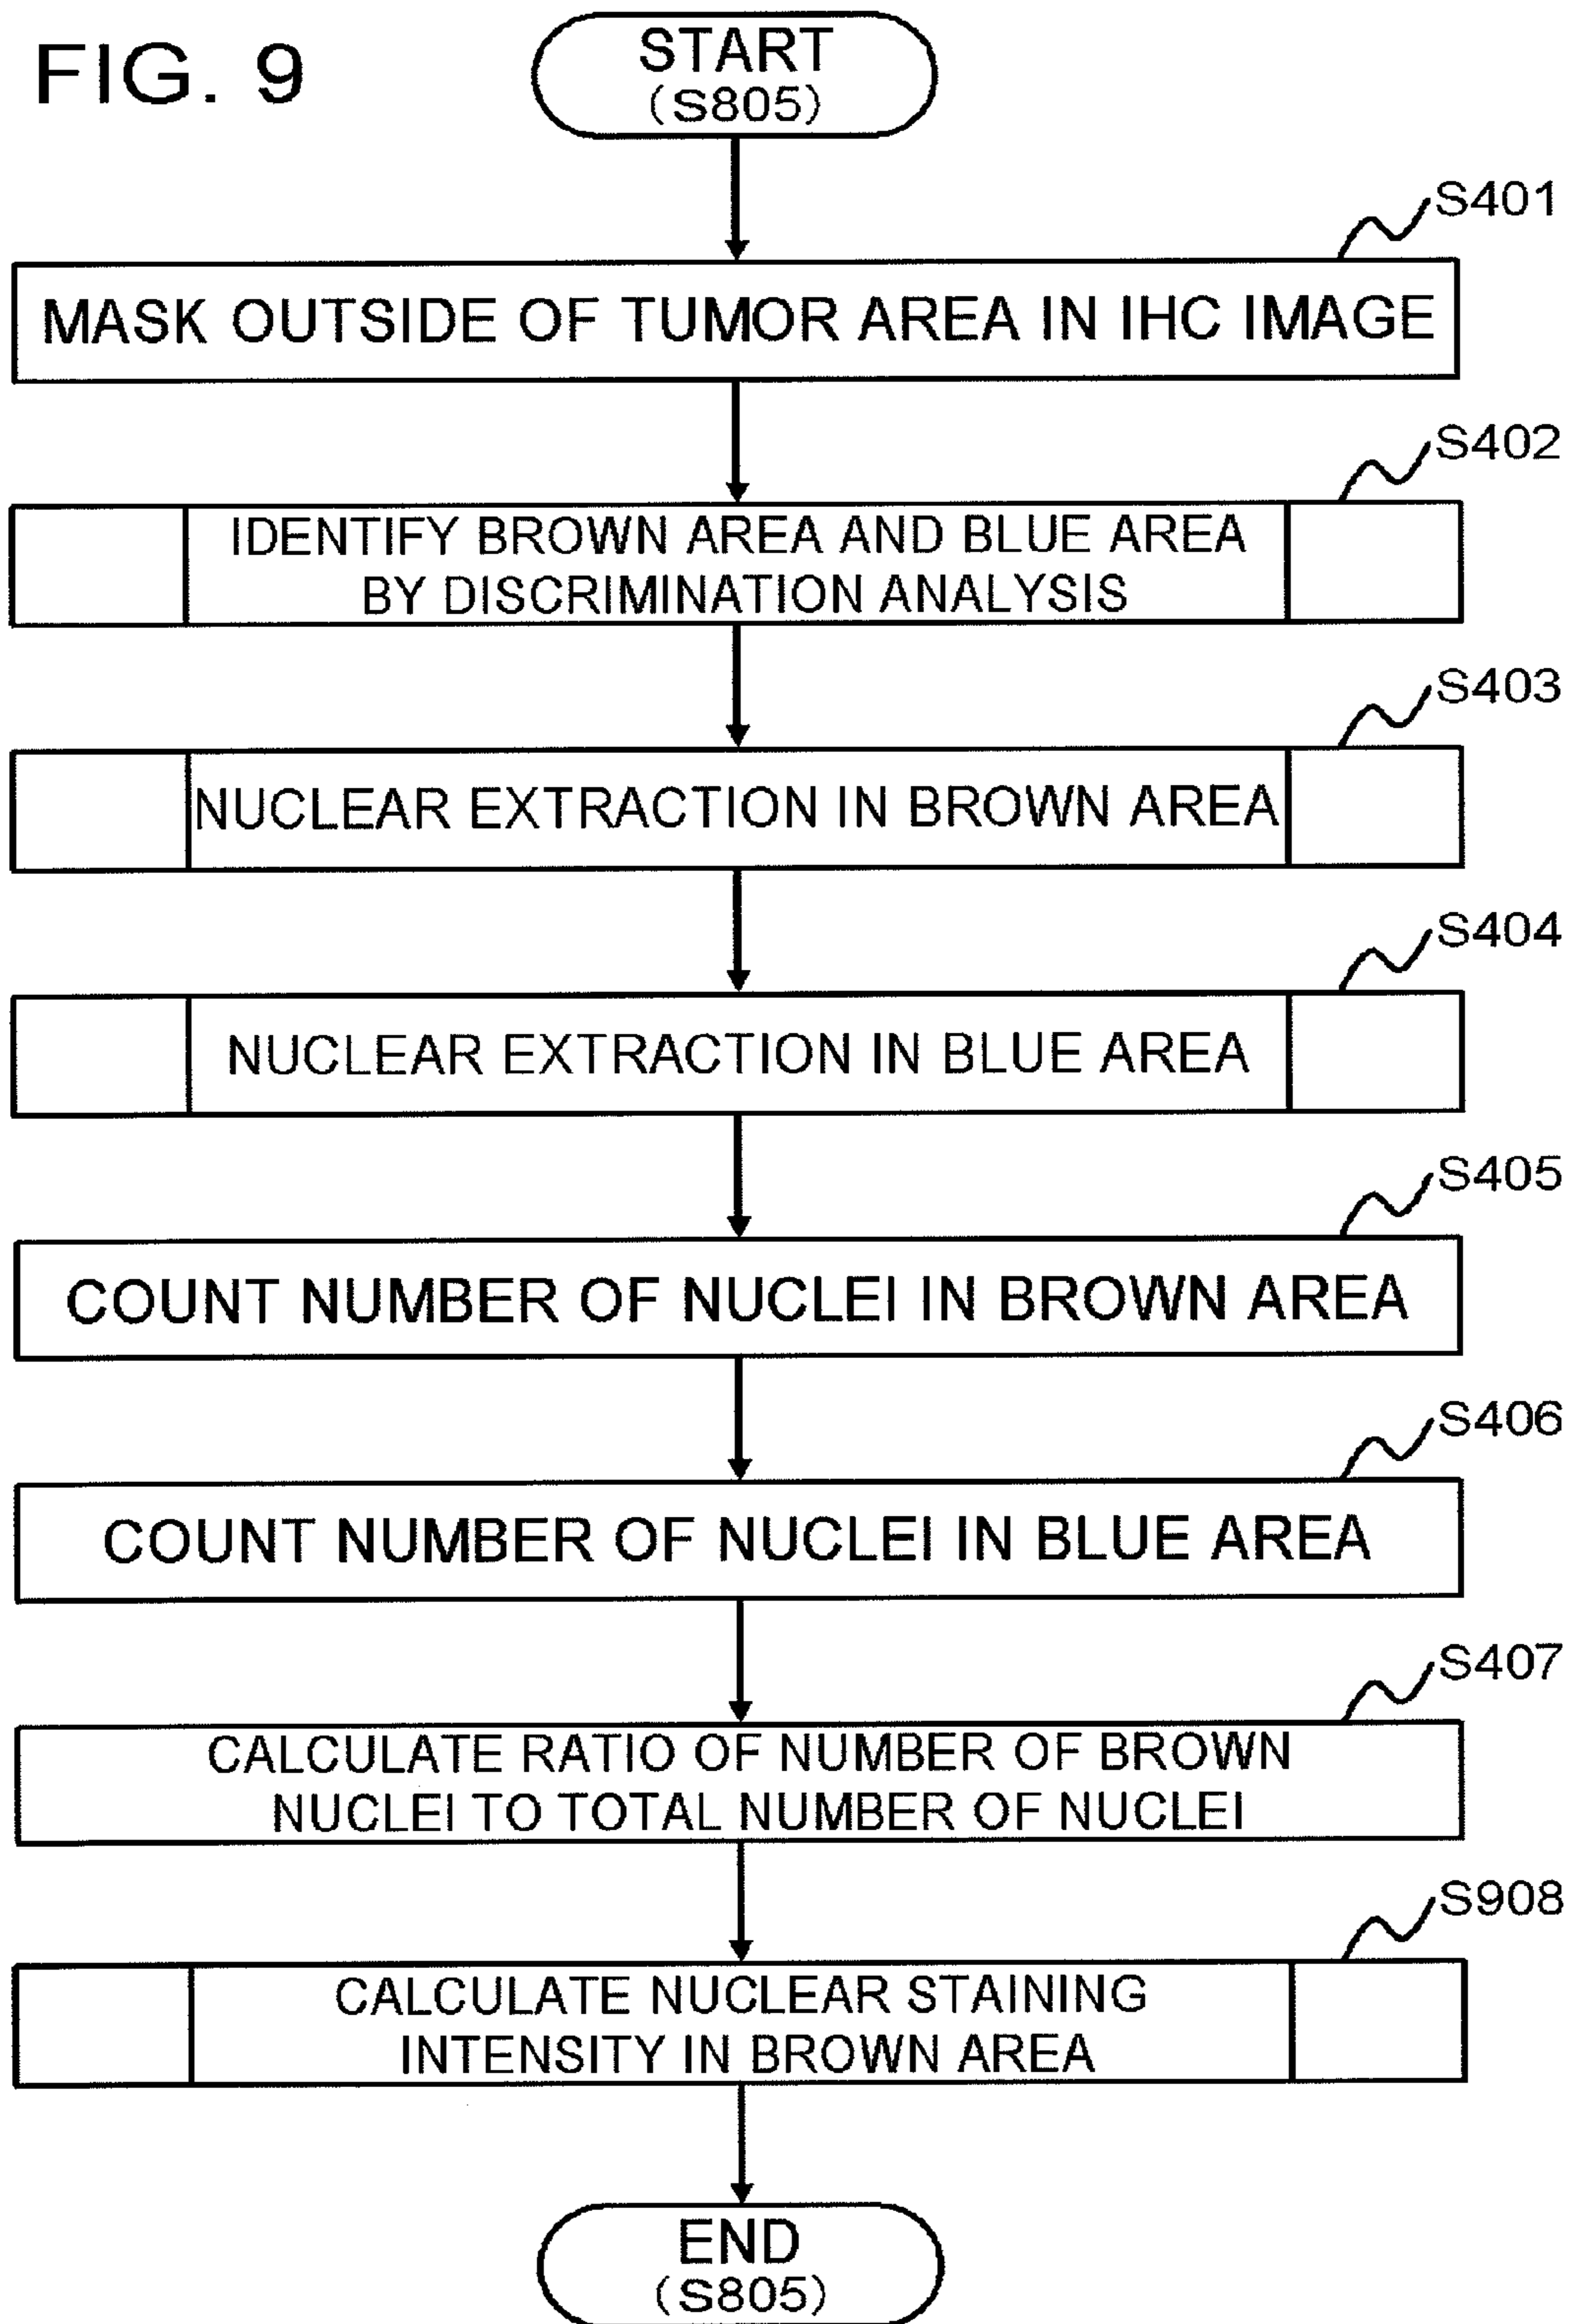 FIG. 9
START
(S805)
S401
MASK OUTSIDE OF TUMOR AREA IN IHC IMAGE
S402
IDENTIFY BROWN AREA AND BLUE AREA
BY DISCRIMINATION ANALYSIS
S403
NUCLEAR EXTRACTION IN BROWN AREA
S404
NUCLEAR EXTRACTION IN BLUE AREA
S405
COUNT NUMBER OF NUCLEI IN BROWN AREA
S406
COUNT NUMBER OF NUCLEI IN BLUE AREA
S407
CALCULATE RATIO OF NUMBER OF BROWN
NUCLEI TO TOTAL NUMBER OF NUCLEI
S908
CALCULATE NUCLEAR STAINING
INTENSITY IN BROWN AREA
END
(S805)